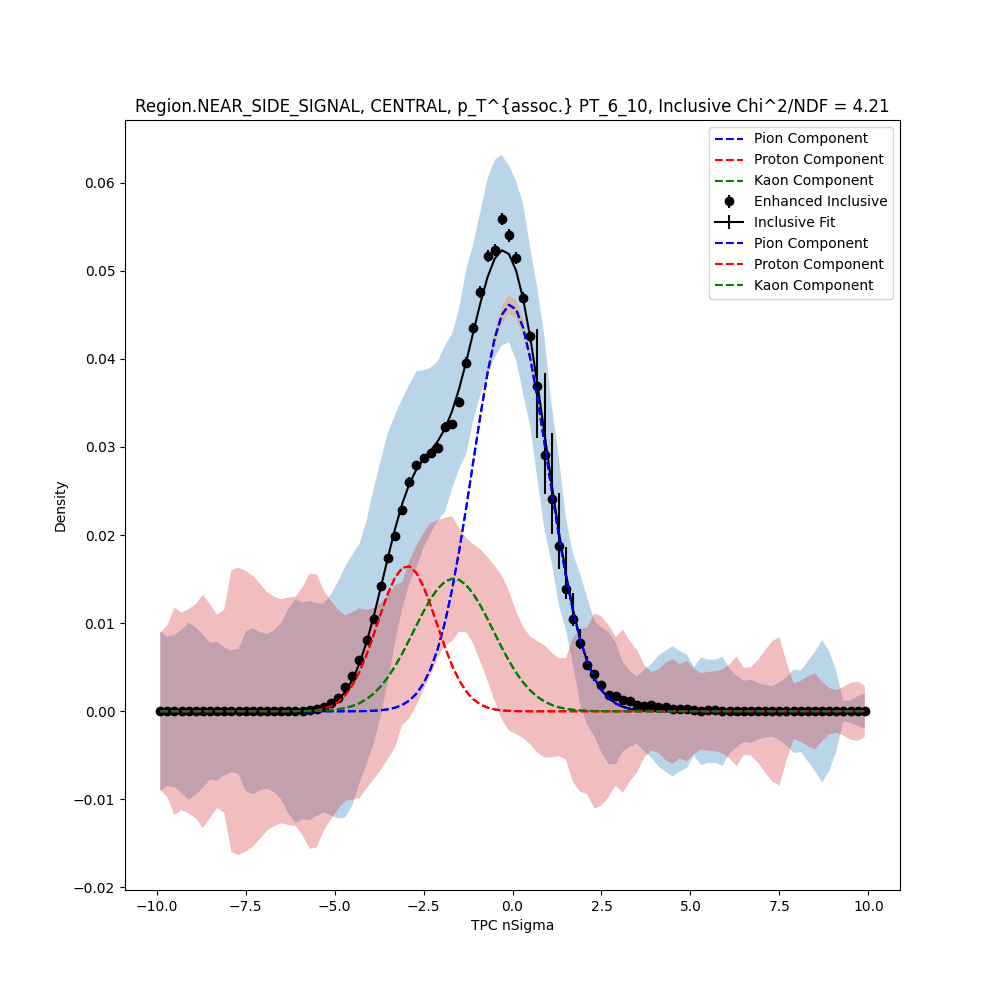 Region.NEAR_SIDE_SIGNAL, CENTRAL, p_T^{assoc.} PT_6_10, Inclusive Chi^2/NDF = 4.21
Pion Component
Proton Component
Kaon Component
Enhanced Inclusive
Inclusive Fit
Pion Component
Proton Component
Kaon Component
0.06
0.05
0.04
0.03
0.02
0.01
0.00
−0.01
−0.02
Density
−10.0 −7.5 −5.0 −2.5 0.0 2.5 5.0 7.5 10.0
TPC nSigma